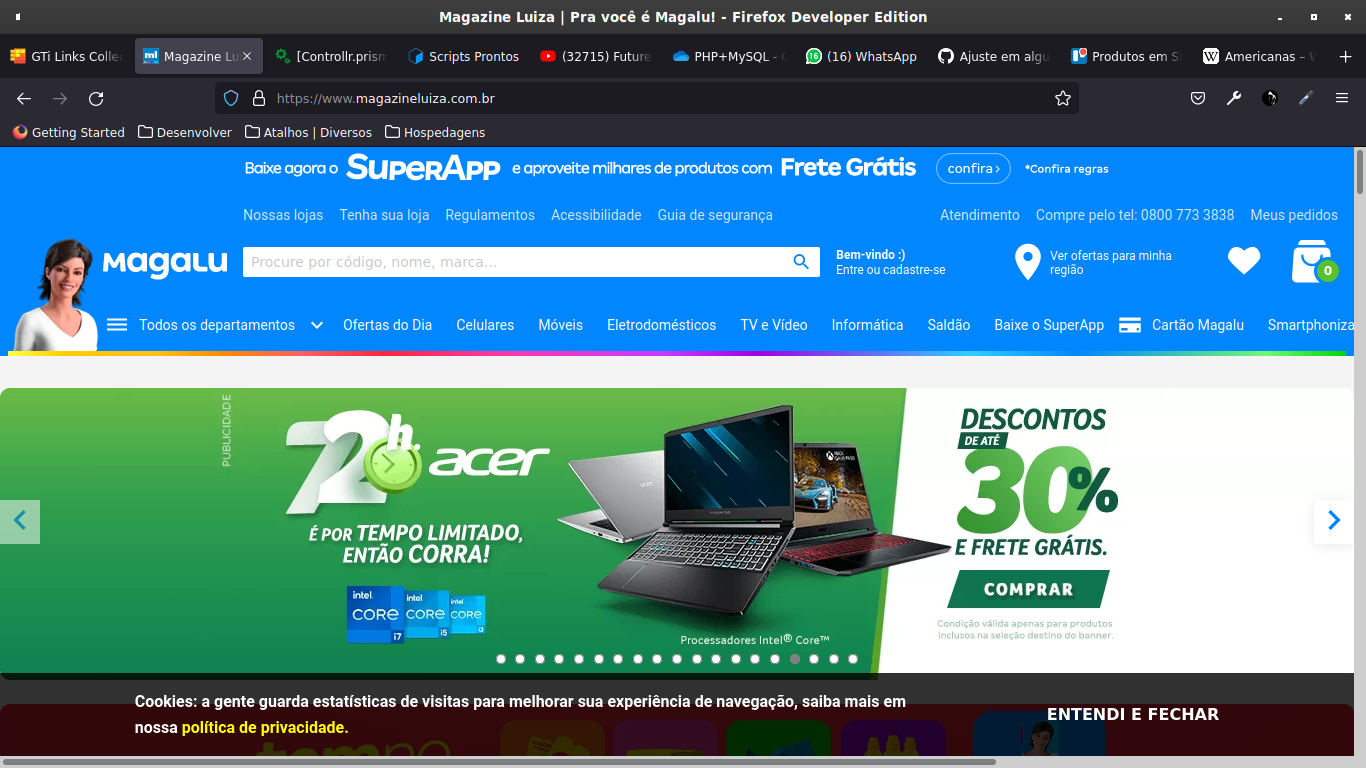 Magazine Luiza | Pra você é Magalu! - Firefox Developer Edition
GTi Links Colle
Magazine Lu
[Controllr.prism
Scripts Prontos
(32715) Future
PHP+MySQL - 
(16) WhatsApp
Ajuste em algu
Produtos em S
Americanas –
https://www.magazineluiza.com.br
Getting Started
Desenvolver
Atalhos | Diversos
Hospedagens
Baixe agora o SuperApp e aproveite milhares de produtos com Frete Grátis
confira >
*Confira regras
Nossas lojas
Tenha sua loja
Regulamentos
Acessibilidade
Guia de segurança
Atendimento
Compre pelo tel: 0800 773 3838
Meus pedidos
MAGALU
Procure por código, nome, marca...
Bem-vindo :)
Entre ou cadastre-se
Ver ofertas para minha
região
0
Todos os departamentos
Ofertas do Dia
Celulares
Móveis
Eletrodomésticos
TV e Vídeo
Informática
Saldão
Baixe o SuperApp
Cartão Magalu
Smartphoniza
PUBLICIDADE
72h.
acer
É POR TEMPO LIMITADO,
ENTÃO CORRA!
intel
CORE
i7
intel
CORE
i5
intel
CORE
i3
XBOX
GAME PASS
Processadores Intel® Core™
DESCONTOS
DE ATÉ
30%
E FRETE GRÁTIS.
COMPRAR
Condição válida apenas para produtos
inclusos na seleção destino do banner.
Cookies: a gente guarda estatísticas de visitas para melhorar sua experiência de navegação, saiba mais em
nossa política de privacidade.
ENTENDI E FECHAR